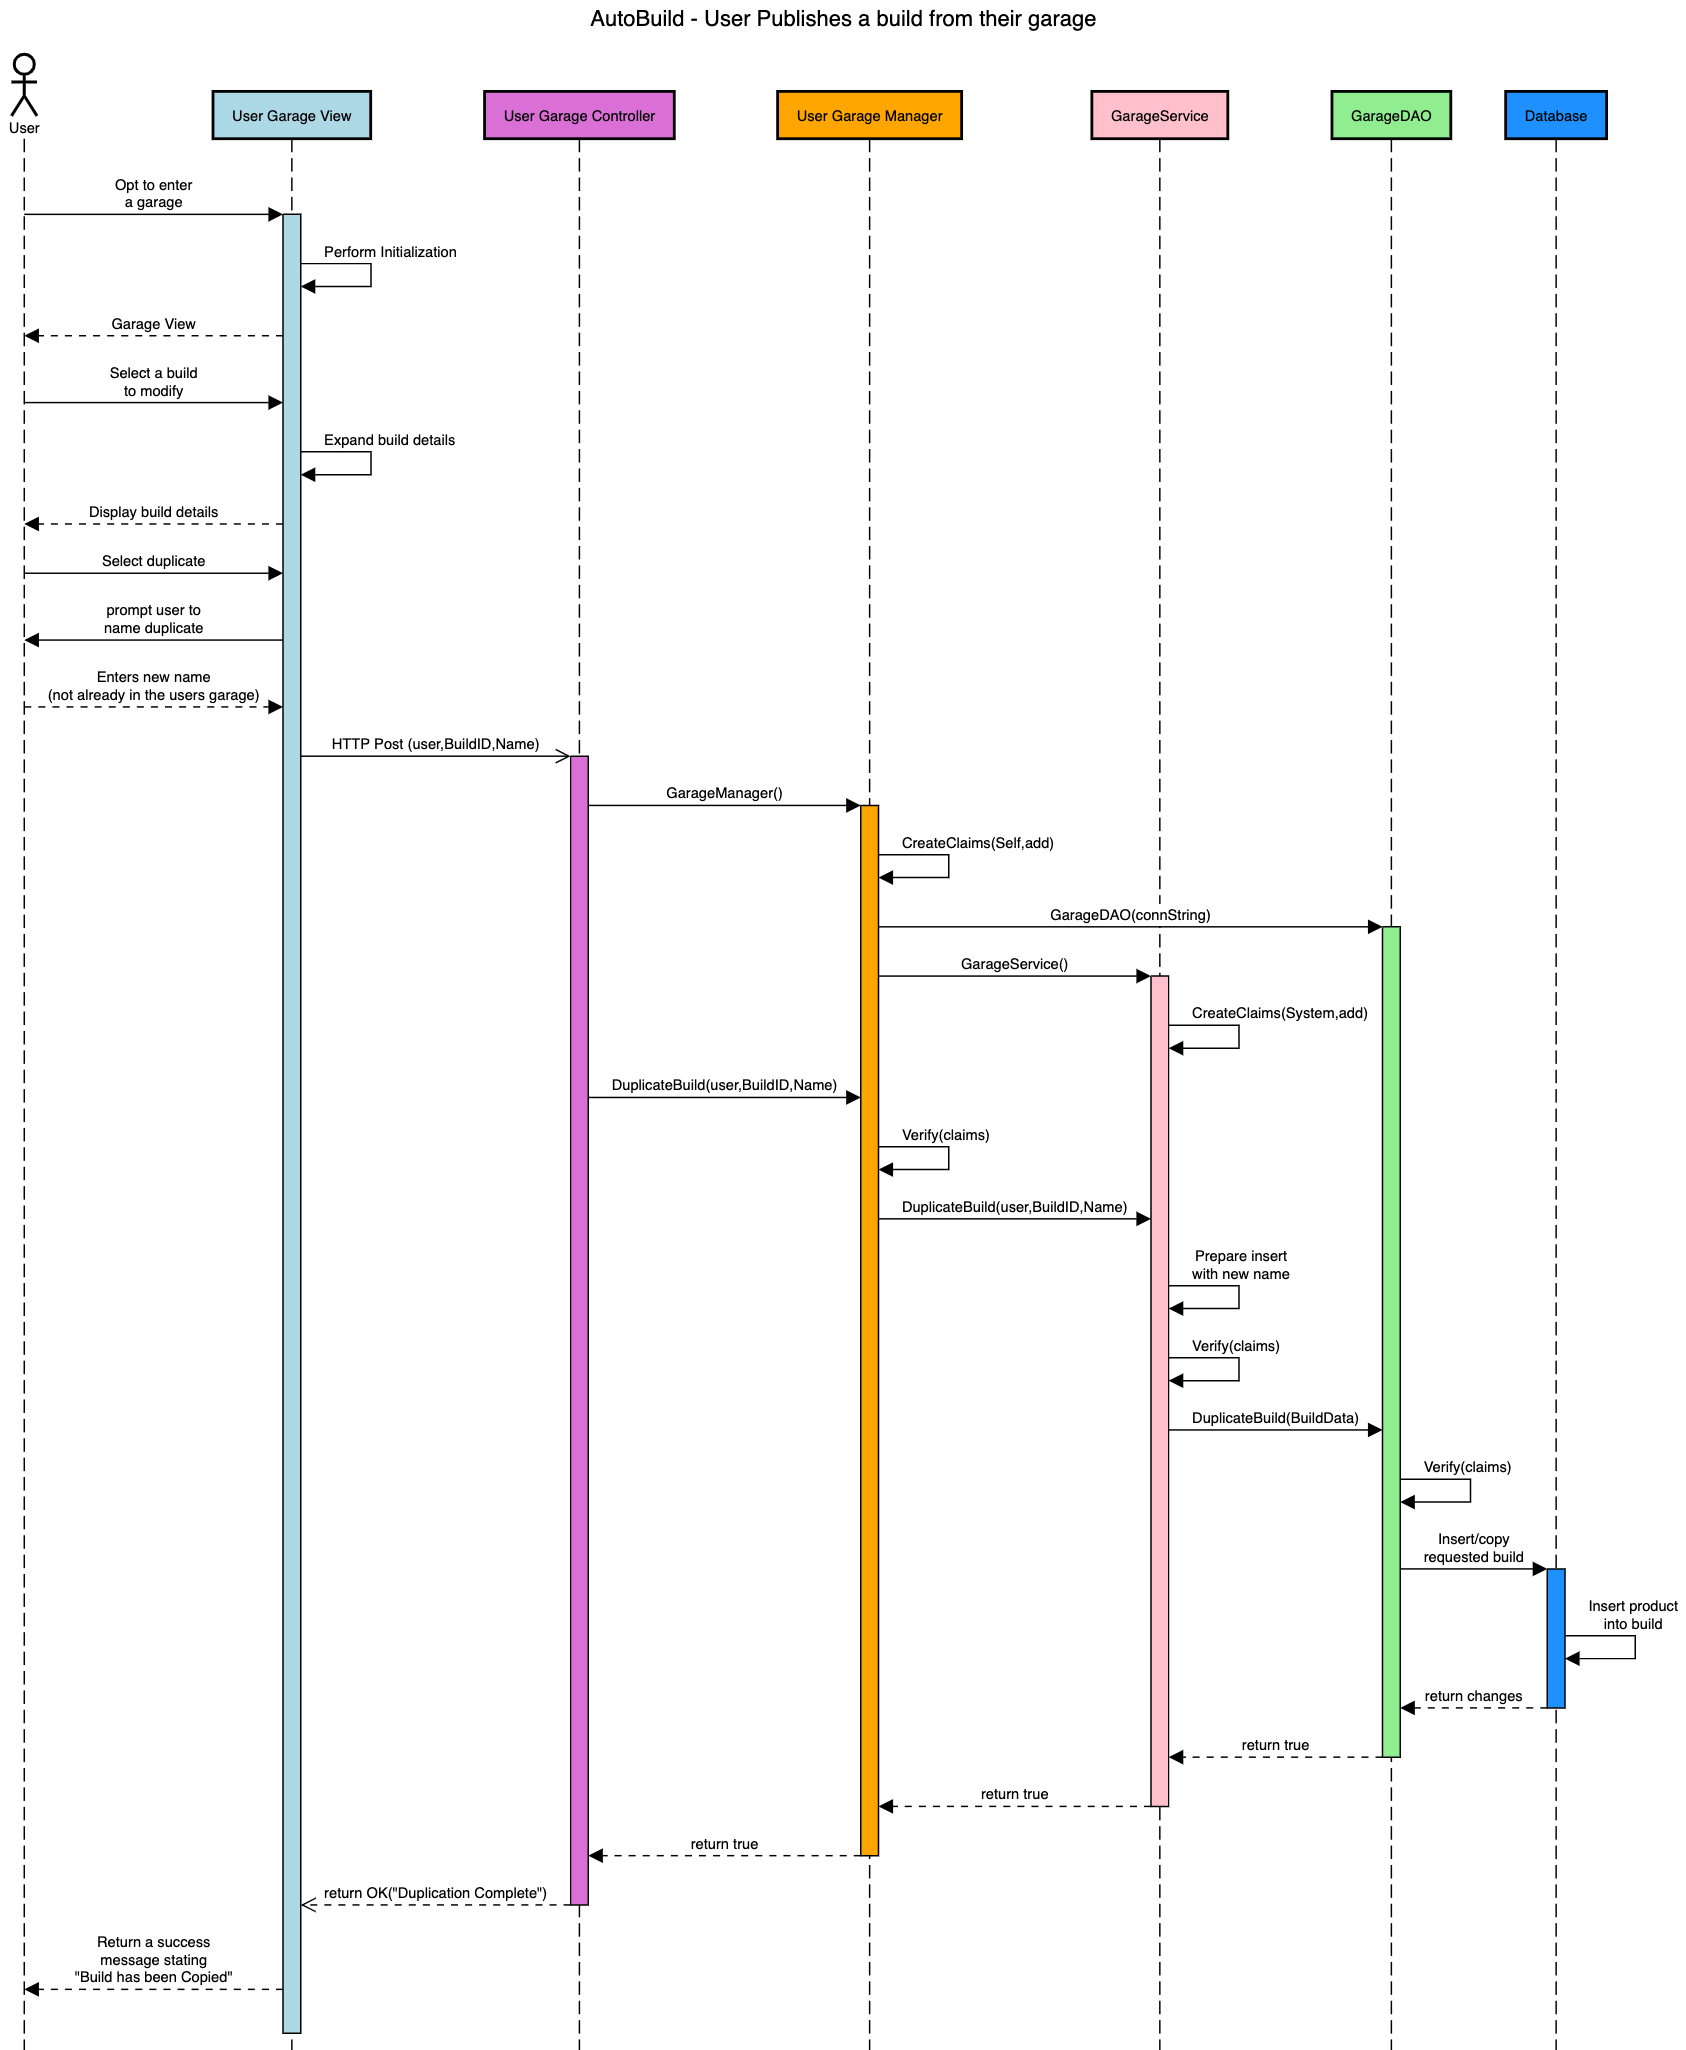 AutoBuild - User Publishes a build from their garage
User
User Garage View
User Garage Controller
User Garage Manager
GarageService
GarageDAO
Database
Opt to enter
a garage
Perform Initialization
Garage View
Select a build
to modify
Expand build details
Display build details
Select duplicate
prompt user to
name duplicate
Enters new name
(not already in the users garage)
HTTP Post (user,BuildID,Name)
GarageManager()
CreateClaims(Self,add)
GarageDAO(connString)
GarageService()
CreateClaims(System,add)
DuplicateBuild(user,BuildID,Name)
Verify(claims)
DuplicateBuild(user,BuildID,Name)
Prepare insert
with new name
Verify(claims)
DuplicateBuild(BuildData)
Verify(claims)
Insert/copy
requested build
Insert product
into build
return changes
return true
return true
return true
return OK("Duplication Complete")
Return a success
message stating
"Build has been Copied"